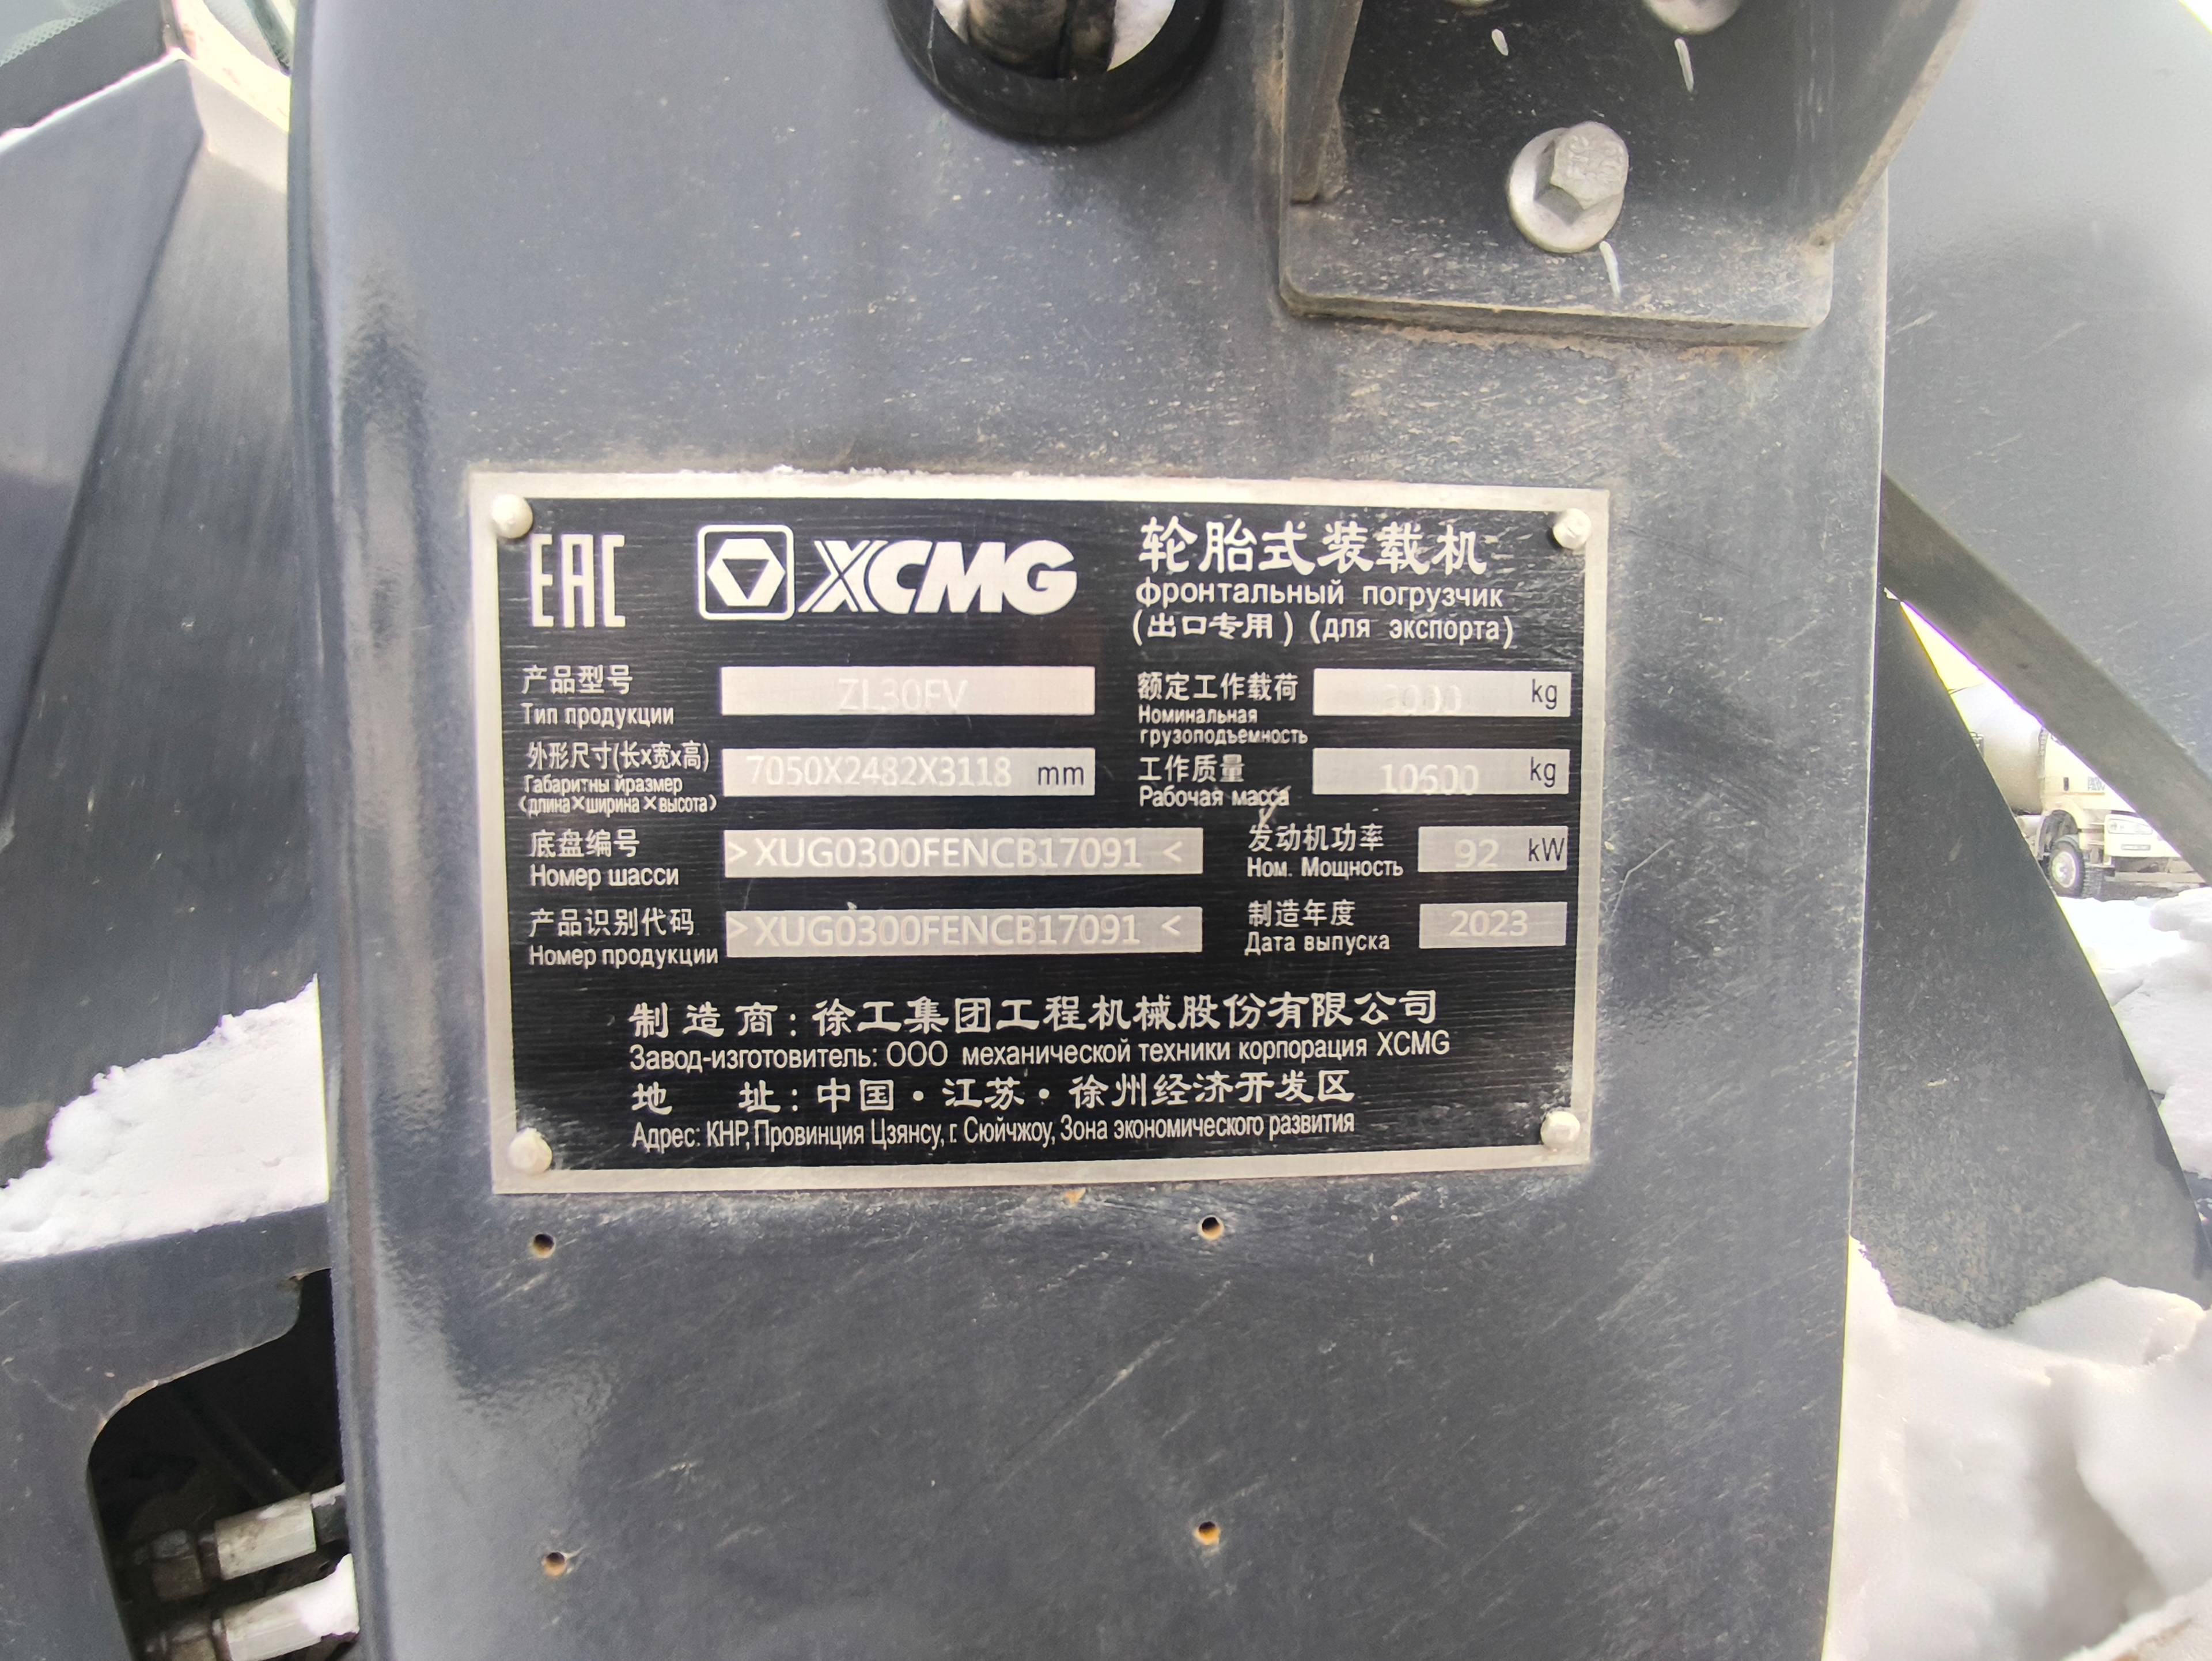 EAC XCMG 轮胎式装载机
фронтальный погрузчик
(出口专用) (для экспорта)
产品型号 ZL30FV 额定工作载荷 3000 kg
Тип продукции Номинальная
грузоподъемность
外形尺寸(长x宽x高) 7050X2482X3118 mm 工作质量 10600 kg
Габаритны йразмер Рабочая масса
(длина×ширина×высота)
底盘编号 >XUG0300FENCB17091 < 发动机功率 92 kW
Номер шасси Ном. Мощность
产品识别代码 >XUG0300FENCB17091 < 制造年度 2023
Номер продукции Дата выпуска
制造商:徐工集团工程机械股份有限公司
Завод-изготовитель: ООО механической техники корпорация XCMG
地 址:中国·江苏·徐州经济开发区
Адрес: КНР, Провинция Цзянсу, г. Сюйчжоу, Зона экономического развития